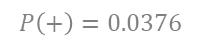 P(+) = 0.0376